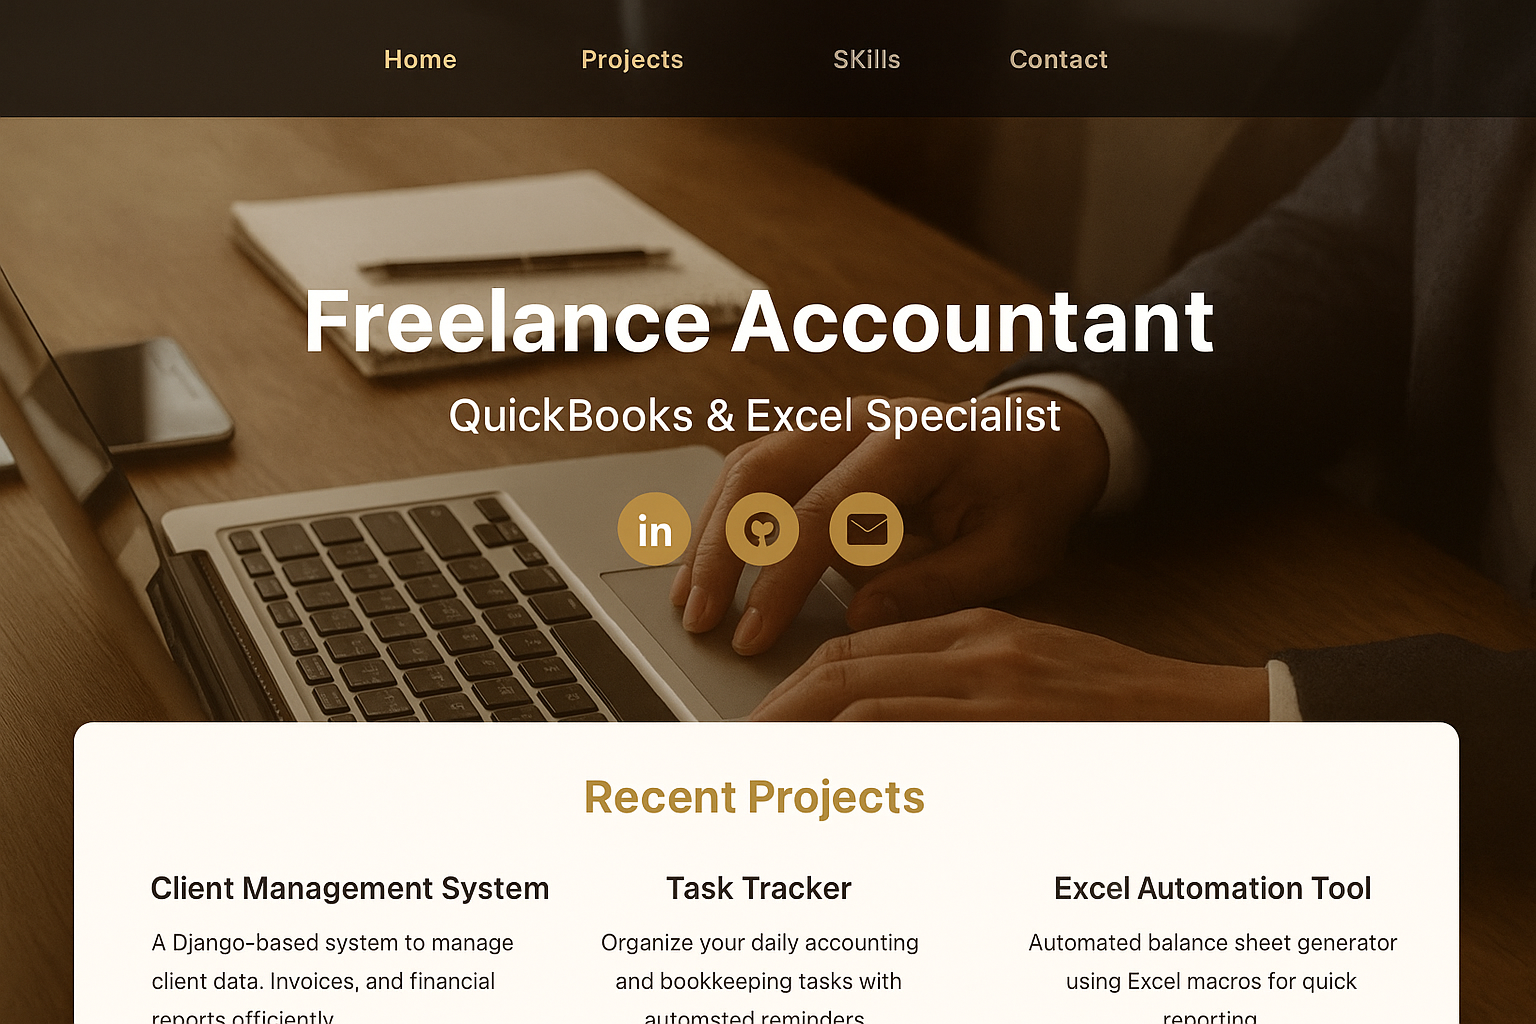 Home Projects SKills Contact
Freelance Accountant
QuickBooks & Excel Specialist
in
Recent Projects
Client Management System
A Django-based system to manage
client data. Invoices, and financial
reports officiently
Task Tracker
Organize your daily accounting
and bookkeeping tasks with
automsted reminders
Excel Automation Tool
Automated balance sheet generator
using Excel macros for quick
reporting